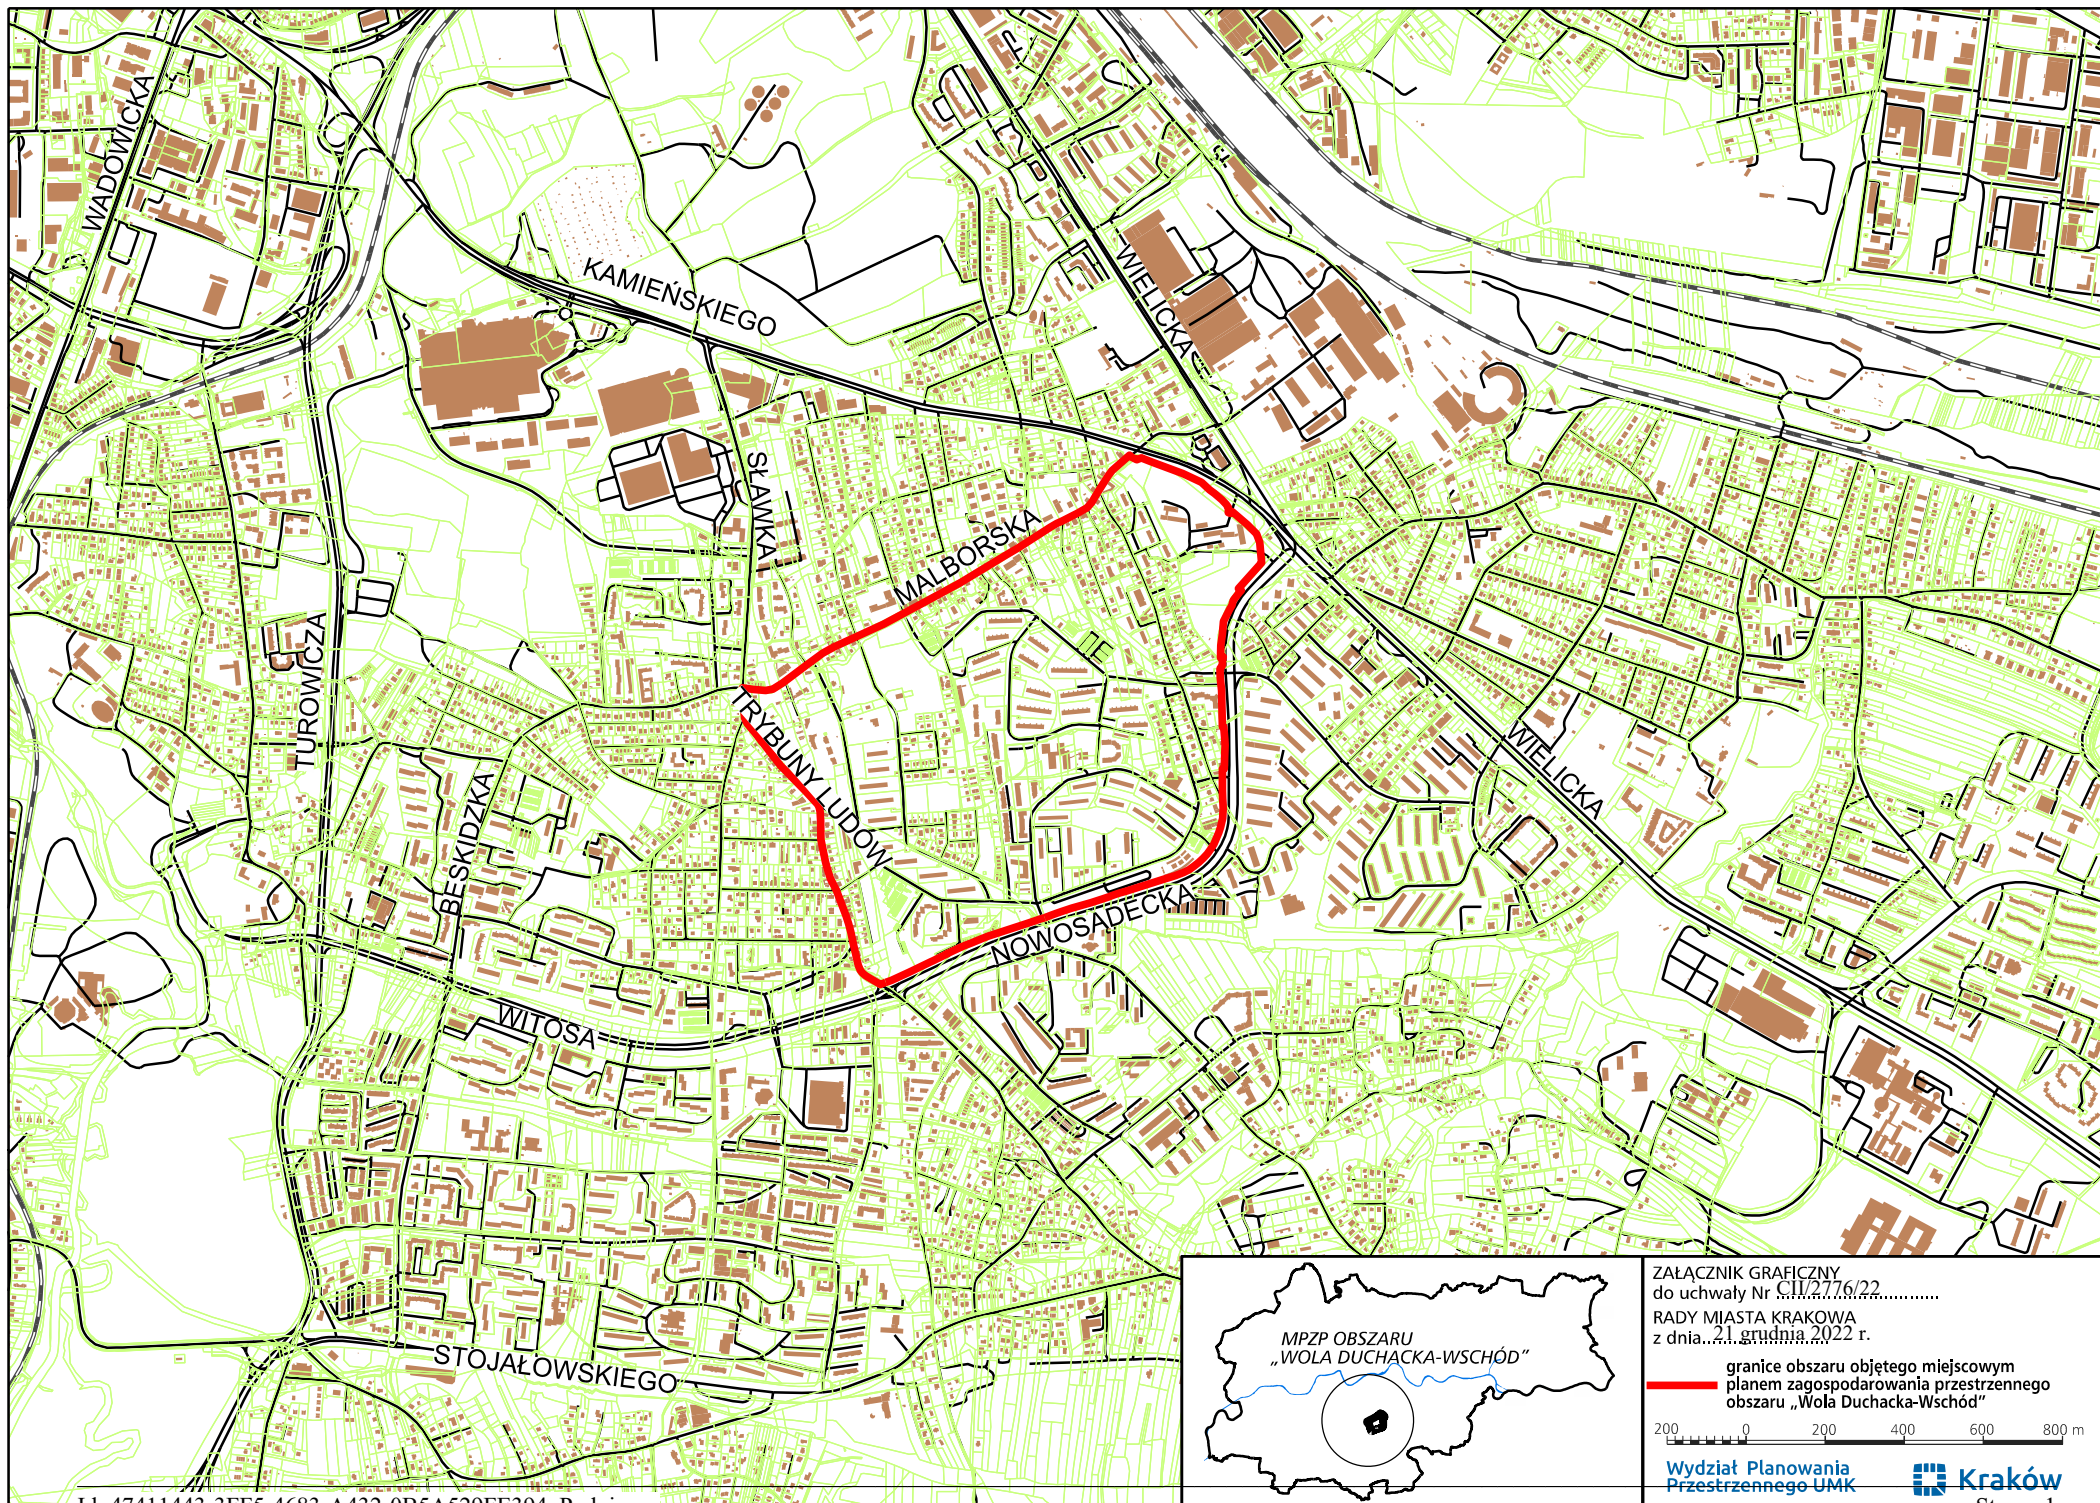 WADOWICKA
KAMIEŃSKIEGO
WIELICKA
SŁAWKA
MALBORSKA
TUROWICZA
TRYBUNY LUDÓW
BESKIDZKA
WIELICKA
NOWOSĄDECKA
WITOSA
STOJAŁOWSKIEGO
MPZP OBSZARU
„WOLA DUCHACKA-WSCHÓD”
ZAŁĄCZNIK GRAFICZNY
do uchwały Nr CII/2776/22
RADY MIASTA KRAKOWA
z dnia 21 grudnia 2022 r.
granice obszaru objętego miejscowym
planem zagospodarowania przestrzennego
obszaru „Wola Duchacka-Wschód”
200 0 200 400 600 800 m
Wydział Planowania
Przestrzennego UMK
Kraków